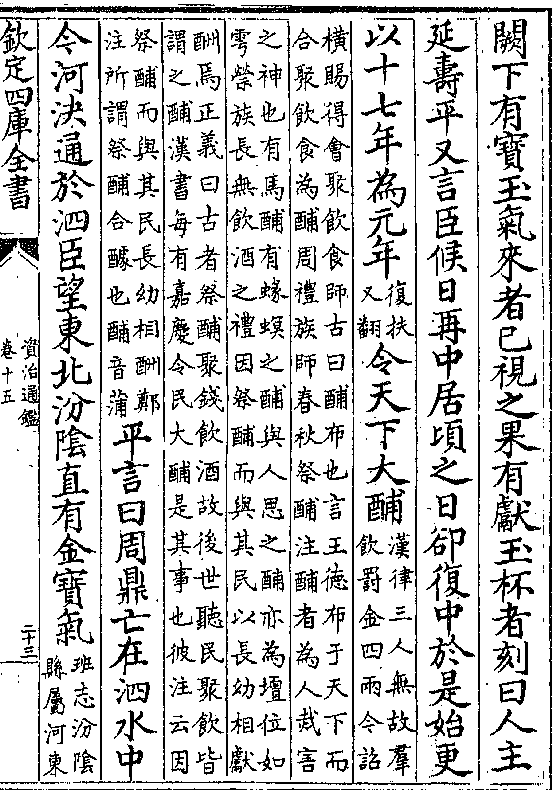 闕下有寳玉氣來者已視之果有獻玉杯者刻曰人主
延壽平又言臣候日再中居頃之日卻復中於是始更
以十七年為元年復扶又翻令天下大酺漢律三人無故羣飲罰金四兩令詔
横賜得會聚飲食師古曰酺布也言王徳布于天下而
合聚飲食為酺周禮族師春秋祭酺注酺者為人烖害
之神也有馬酺有蝝螟之酺與人思之酺亦為壇位如
雩禜族長無飲酒之禮因祭酺而與其民以長幼相獻
酬焉正義曰古者祭酺聚錢飲酒故後世聽民聚飲皆
謂之酺漢書每有嘉慶令民大酺是其事也彼注云因
祭酺而與其民長幼相酬鄭
注所謂祭酺合醵也酺音蒲平言曰周鼎亡在泗水中
今河決通於泗臣望東北汾隂直有金寳氣班志汾隂縣屬河東
欽定四庫全書
資治通鑑
卷十五
二十三